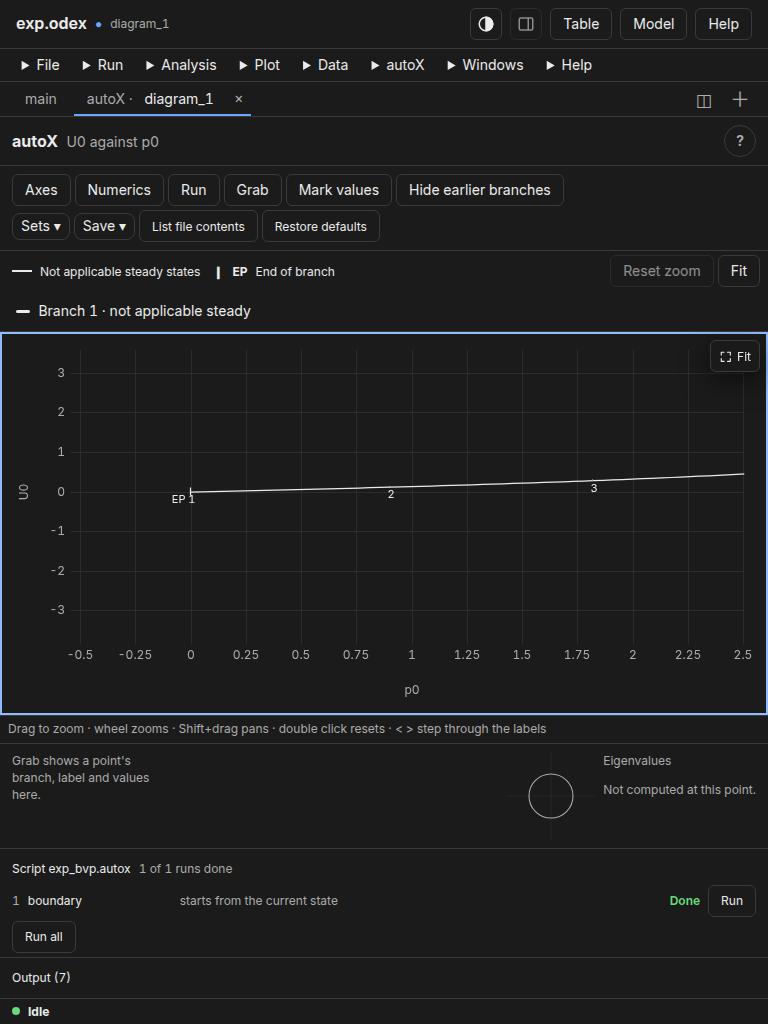 exp.odex ● diagram_1 Table Model Help
▶ File ▶ Run ▶ Analysis ▶ Plot ▶ Data ▶ autoX ▶ Windows ▶ Help
main autoX · diagram_1 ×
autoX U0 against p0 ?
Axes Numerics Run Grab Mark values Hide earlier branches
Sets ▾ Save ▾ List file contents Restore defaults
Not applicable steady states EP End of branch Reset zoom Fit
Branch 1 · not applicable steady
Fit
3
2
1
U0
0
-1
-2
-3
EP 1 2 3
-0.5 -0.25 0 0.25 0.5 0.75 1 1.25 1.5 1.75 2 2.25 2.5
p0
Drag to zoom · wheel zooms · Shift+drag pans · double click resets · < > step through the labels
Grab shows a point's
branch, label and values
here.
Eigenvalues
Not computed at this point.
Script exp_bvp.autox 1 of 1 runs done
1 boundary starts from the current state Done Run
Run all
Output (7)
Idle